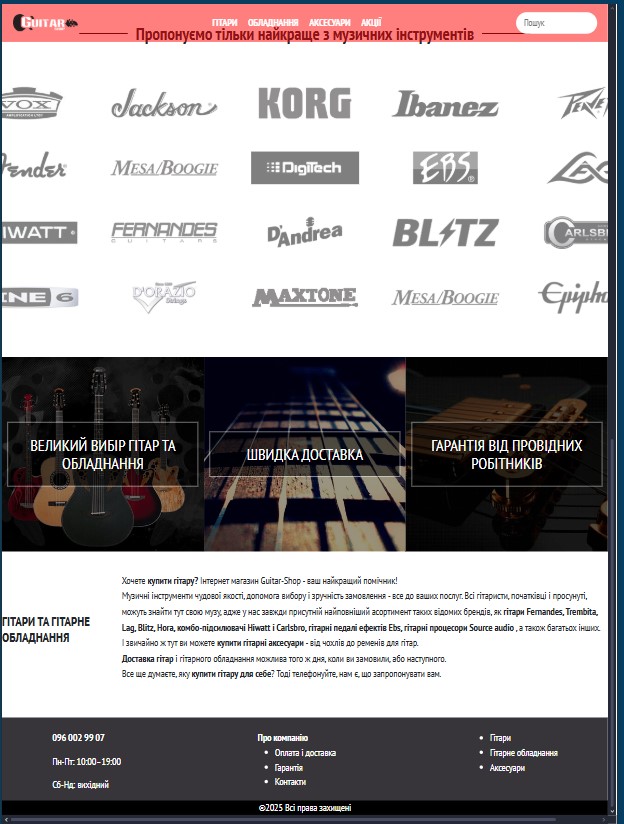 GUITAR
ГІТАРИ ОБЛАДНАННЯ АКСЕСУАРИ АКЦІЇ
Пошук
Пропонуємо тільки найкраще з музичних інструментів
VOX
Jackson
KORG
Ibanez
PEAVEY
Fender
MESA/BOOGIE
DigiTech
EBS
LAG
HIWATT
FERNANDES
GUITARS
D'Andrea
BLITZ
CARLSB
INE 6
D'ORAZIO
Strings
MAXTONE
MESA/BOOGIE
Epipho
ВЕЛИКИЙ ВИБІР ГІТАР ТА
ОБЛАДНАННЯ
ШВИДКА ДОСТАВКА
ГАРАНТІЯ ВІД ПРОВІДНИХ
РОБІТНИКІВ
ГІТАРИ ТА ГІТАРНЕ
ОБЛАДНАННЯ
Хочете купити гітару? Інтернет магазин Guitar-Shop - ваш найкращий помічник!
Музичні інструменти чудової якості, допомога вибору і зручність замовлення - все до ваших послуг. Всі гітаристи, початківці і просунуті,
можуть знайти тут свою музу, адже у нас завжди присутній найповніший асортимент таких відомих брендів, як гітари Fernandes, Trembita,
Lag, Blitz, Hora, комбо-підсилювачі Hiwatt і Carlsbro, гітарні педалі ефектів Ebs, гітарні процесори Source audio , а також багатьох інших.
І звичайно ж тут ви можете купити гітарні аксесуари - від чохлів до ременів для гітар.
Доставка гітар і гітарного обладнання можлива того ж дня, коли ви замовили, або наступного.
Все ще думаєте, яку купити гітару для себе? Тоді телефонуйте, нам є, що запропонувати вам.
096 002 99 07
Пн-Пт: 10:00–19:00
Сб-Нд: вихідний
Про компанію
Оплата і доставка
Гарантія
Контакти
Гітари
Гітарне обладнання
Аксесуари
©2025 Всі права захищені